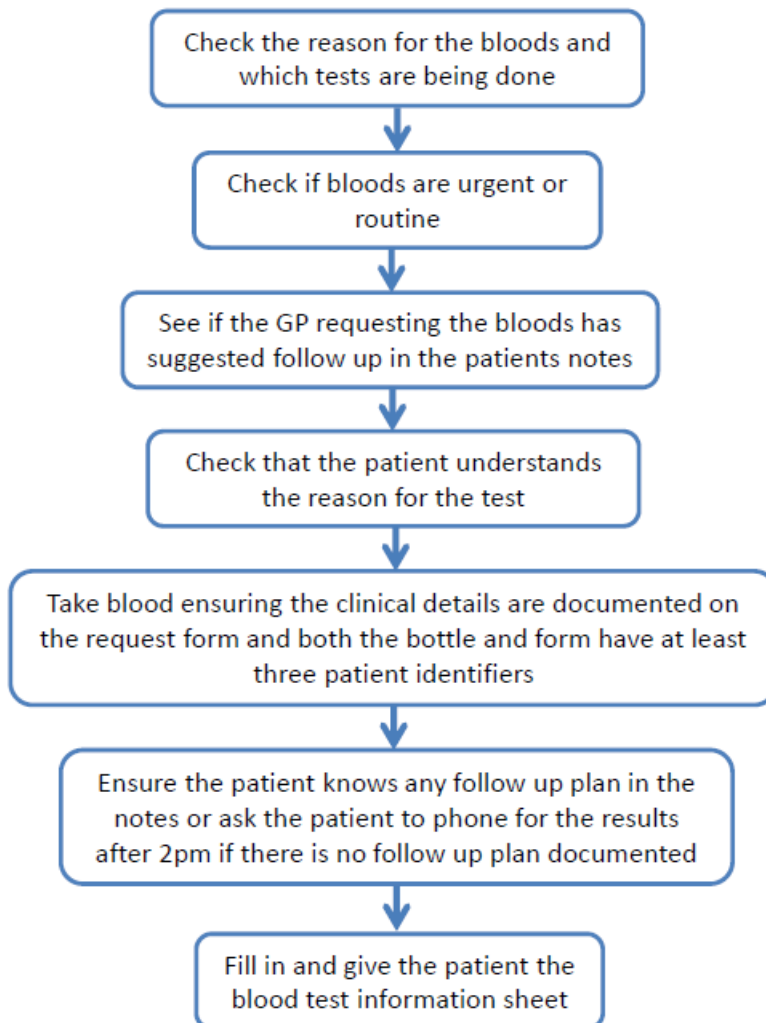 Check the reason for the bloods and
which tests are being done
Check if bloods are urgent or
routine
See if the GP requesting the bloods has
suggested follow up in the patients notes
Check that the patient understands
the reason for the test
Take blood ensuring the clinical details are documented on
the request form and both the bottle and form have at least
three patient identifiers
Ensure the patient knows any follow up plan in the
notes or ask the patient to phone for the results
after 2pm if there is no follow up plan documented
Fill in and give the patient the
blood test information sheet